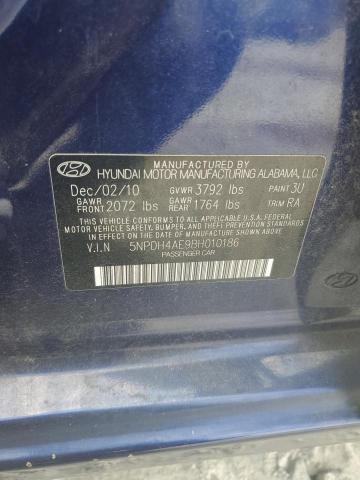 MANUFACTURED BY
HYUNDAI MOTOR MANUFACTURING ALABAMA, LLC
Dec/02/10 GVWR 3792 lbs PAINT 3U
GAWR FRONT 2072 lbs GAWR REAR 1764 lbs TRIM RA
THIS VEHICLE CONFORMS TO ALL APPLICABLE U.S.A. FEDERAL
MOTOR VEHICLE SAFETY, BUMPER, AND THEFT PREVENTION
STANDARDS IN EFFECT ON THE DATE OF MANUFACTURE SHOWN ABOVE.
V.I.N 5NPDH4AE9BH010186
PASSENGER CAR